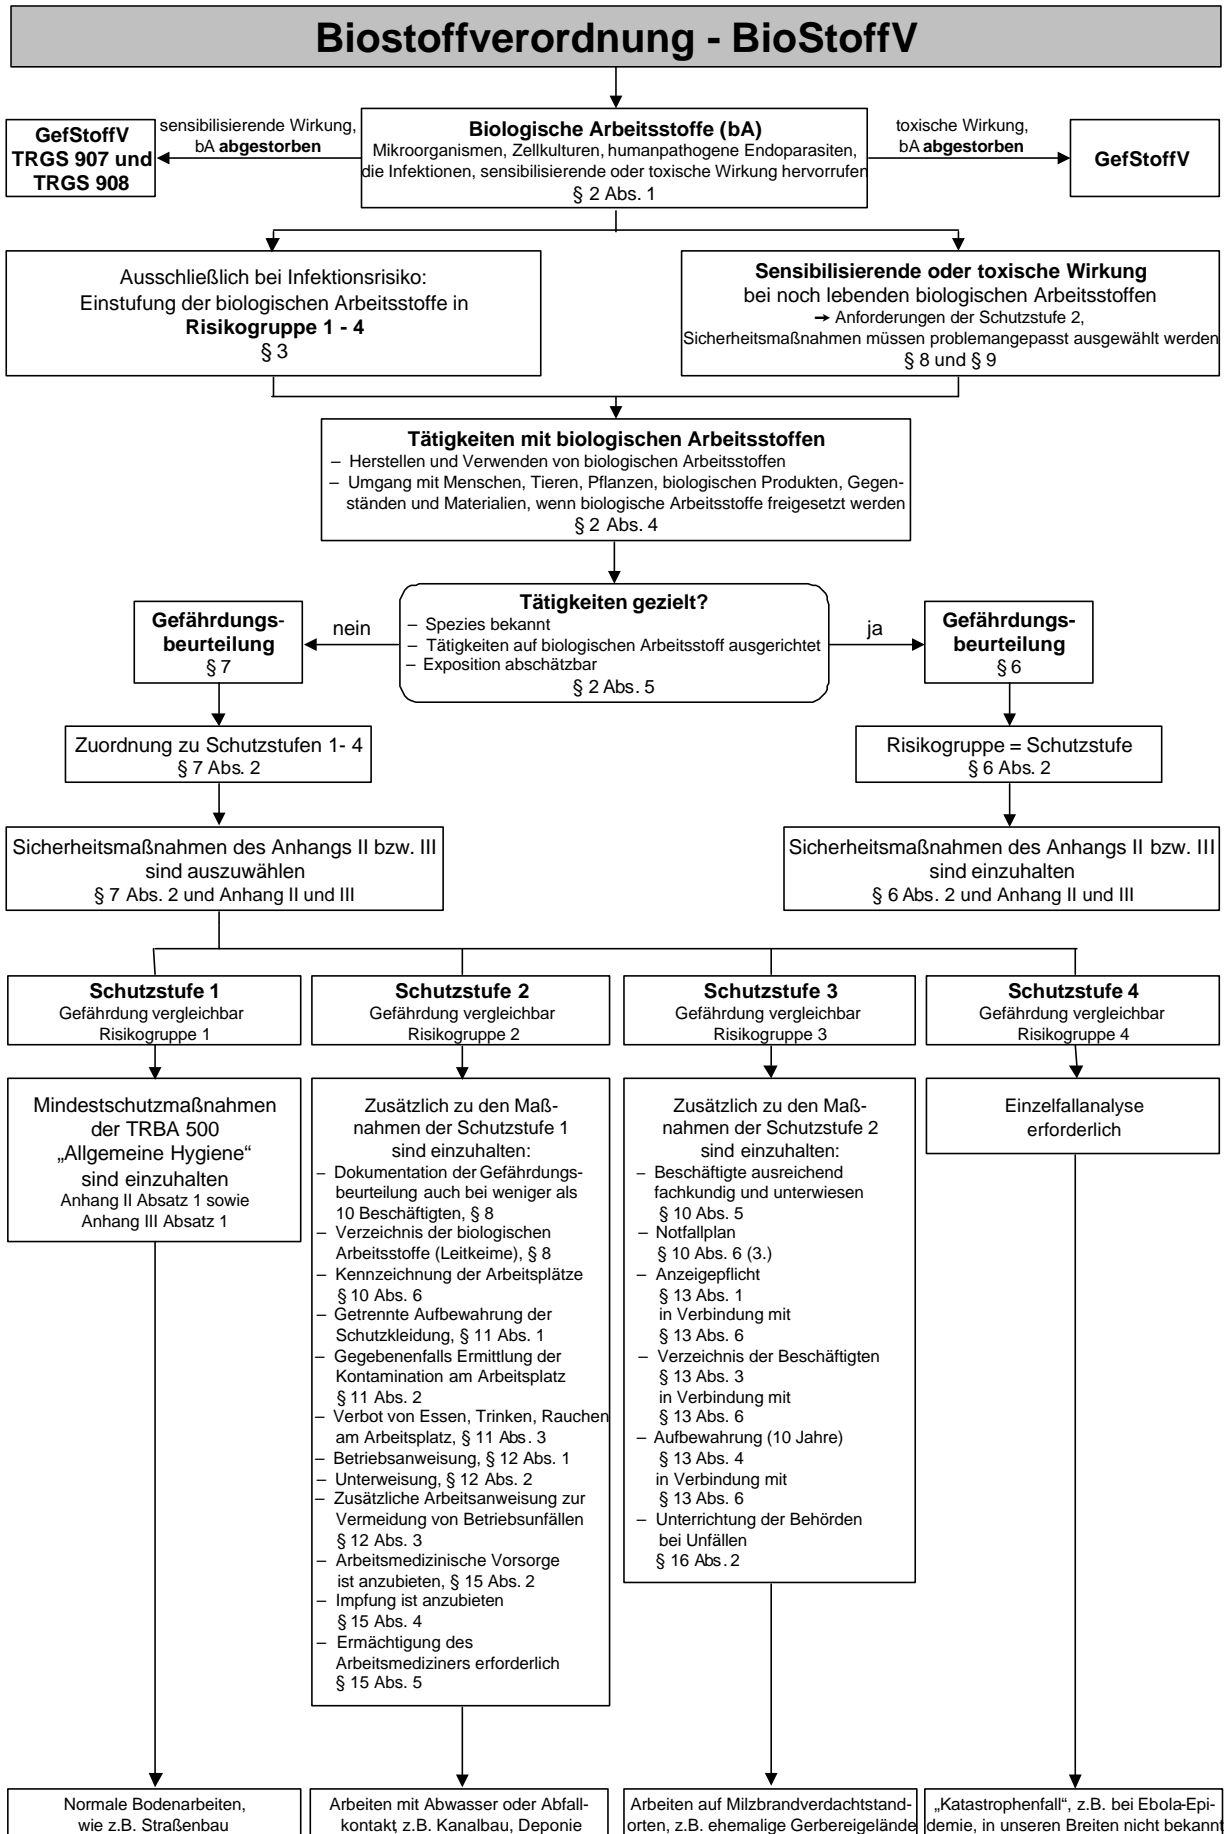 Biostoffverordnung - BioStoffV
GefStoffV
TRGS 907 und
TRGS 908
sensibilisierende Wirkung,
bA abgestorben
Biologische Arbeitsstoffe (bA)
Mikroorganismen, Zellkulturen, humanpathogene Endoparasiten,
die Infektionen, sensibilisierende oder toxische Wirkung hervorrufen
§ 2 Abs. 1
toxische Wirkung,
bA abgestorben
GefStoffV
Ausschließlich bei Infektionsrisiko:
Einstufung der biologischen Arbeitsstoffe in
Risikogruppe 1 - 4
§ 3
Sensibilisierende oder toxische Wirkung
bei noch lebenden biologischen Arbeitsstoffen
→ Anforderungen der Schutzstufe 2,
Sicherheitsmaßnahmen müssen problemangepasst ausgewählt werden
§ 8 und § 9
Tätigkeiten mit biologischen Arbeitsstoffen
– Herstellen und Verwenden von biologischen Arbeitsstoffen
– Umgang mit Menschen, Tieren, Pflanzen, biologischen Produkten, Gegen-
ständen und Materialien, wenn biologische Arbeitsstoffe freigesetzt werden
§ 2 Abs. 4
Gefährdungs-
beurteilung
§ 7
nein
Tätigkeiten gezielt?
– Spezies bekannt
– Tätigkeiten auf biologischen Arbeitsstoff ausgerichtet
– Exposition abschätzbar
§ 2 Abs. 5
ja
Gefährdungs-
beurteilung
§ 6
Zuordnung zu Schutzstufen 1- 4
§ 7 Abs. 2
Risikogruppe = Schutzstufe
§ 6 Abs. 2
Sicherheitsmaßnahmen des Anhangs II bzw. III
sind auszuwählen
§ 7 Abs. 2 und Anhang II und III
Sicherheitsmaßnahmen des Anhangs II bzw. III
sind einzuhalten
§ 6 Abs. 2 und Anhang II und III
Schutzstufe 1
Gefährdung vergleichbar
Risikogruppe 1
Schutzstufe 2
Gefährdung vergleichbar
Risikogruppe 2
Schutzstufe 3
Gefährdung vergleichbar
Risikogruppe 3
Schutzstufe 4
Gefährdung vergleichbar
Risikogruppe 4
Mindestschutzmaßnahmen
der TRBA 500
„Allgemeine Hygiene“
sind einzuhalten
Anhang II Absatz 1 sowie
Anhang III Absatz 1
Zusätzlich zu den Maß-
nahmen der Schutzstufe 1
sind einzuhalten:
– Dokumentation der Gefährdungs-
beurteilung auch bei weniger als
10 Beschäftigten, § 8
– Verzeichnis der biologischen
Arbeitsstoffe (Leitkeime), § 8
– Kennzeichnung der Arbeitsplätze
§ 10 Abs. 6
– Getrennte Aufbewahrung der
Schutzkleidung, § 11 Abs. 1
– Gegebenenfalls Ermittlung der
Kontamination am Arbeitsplatz
§ 11 Abs. 2
– Verbot von Essen, Trinken, Rauchen
am Arbeitsplatz, § 11 Abs. 3
– Betriebsanweisung, § 12 Abs. 1
– Unterweisung, § 12 Abs. 2
– Zusätzliche Arbeitsanweisung zur
Vermeidung von Betriebsunfällen
§ 12 Abs. 3
– Arbeitsmedizinische Vorsorge
ist anzubieten, § 15 Abs. 2
– Impfung ist anzubieten
§ 15 Abs. 4
– Ermächtigung des
Arbeitsmediziners erforderlich
§ 15 Abs. 5
Zusätzlich zu den Maß-
nahmen der Schutzstufe 2
sind einzuhalten:
– Beschäftigte ausreichend
fachkundig und unterwiesen
§ 10 Abs. 5
– Notfallplan
§ 10 Abs. 6 (3.)
– Anzeigepflicht
§ 13 Abs. 1
in Verbindung mit
§ 13 Abs. 6
– Verzeichnis der Beschäftigten
§ 13 Abs. 3
in Verbindung mit
§ 13 Abs. 6
– Aufbewahrung (10 Jahre)
§ 13 Abs. 4
in Verbindung mit
§ 13 Abs. 6
– Unterrichtung der Behörden
bei Unfällen
§ 16 Abs. 2
Einzelfallanalyse
erforderlich
Normale Bodenarbeiten,
wie z.B. Straßenbau
Arbeiten mit Abwasser oder Abfall-
kontakt, z.B. Kanalbau, Deponie
Arbeiten auf Milzbrandverdachtstand-
orten, z.B. ehemalige Gerbereigelände
„Katastrophenfall“, z.B. bei Ebola-Epi-
demie, in unseren Breiten nicht bekannt